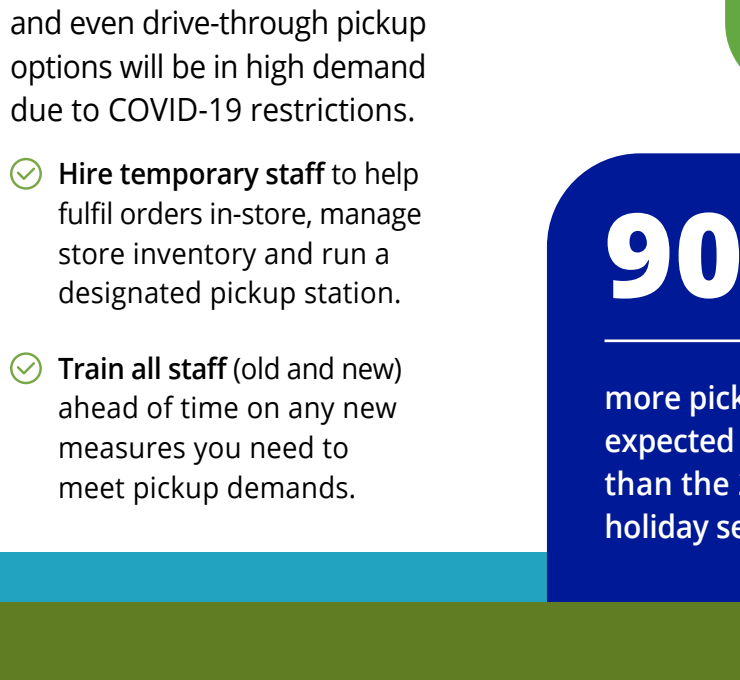 and even drive-through pickup
options will be in high demand
due to COVID-19 restrictions.
Hire temporary staff to help
fulfil orders in-store, manage
store inventory and run a
designated pickup station.
Train all staff (old and new)
ahead of time on any new
measures you need to
meet pickup demands.
90
more pick
expected
than the
holiday se